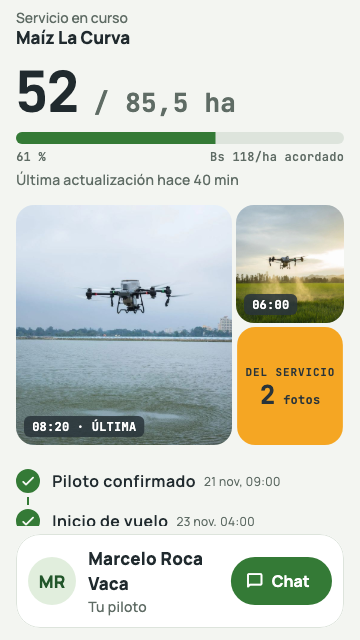 Servicio en curso
Maíz La Curva
52 / 85,5 ha
61 %
Bs 118/ha acordado
Última actualización hace 40 min
08:20 · ÚLTIMA
06:00
DEL SERVICIO
2 fotos
Piloto confirmado 21 nov, 09:00
Inicio de vuelo 23 nov. 04:00
MR
Marcelo Roca
Vaca
Tu piloto
Chat